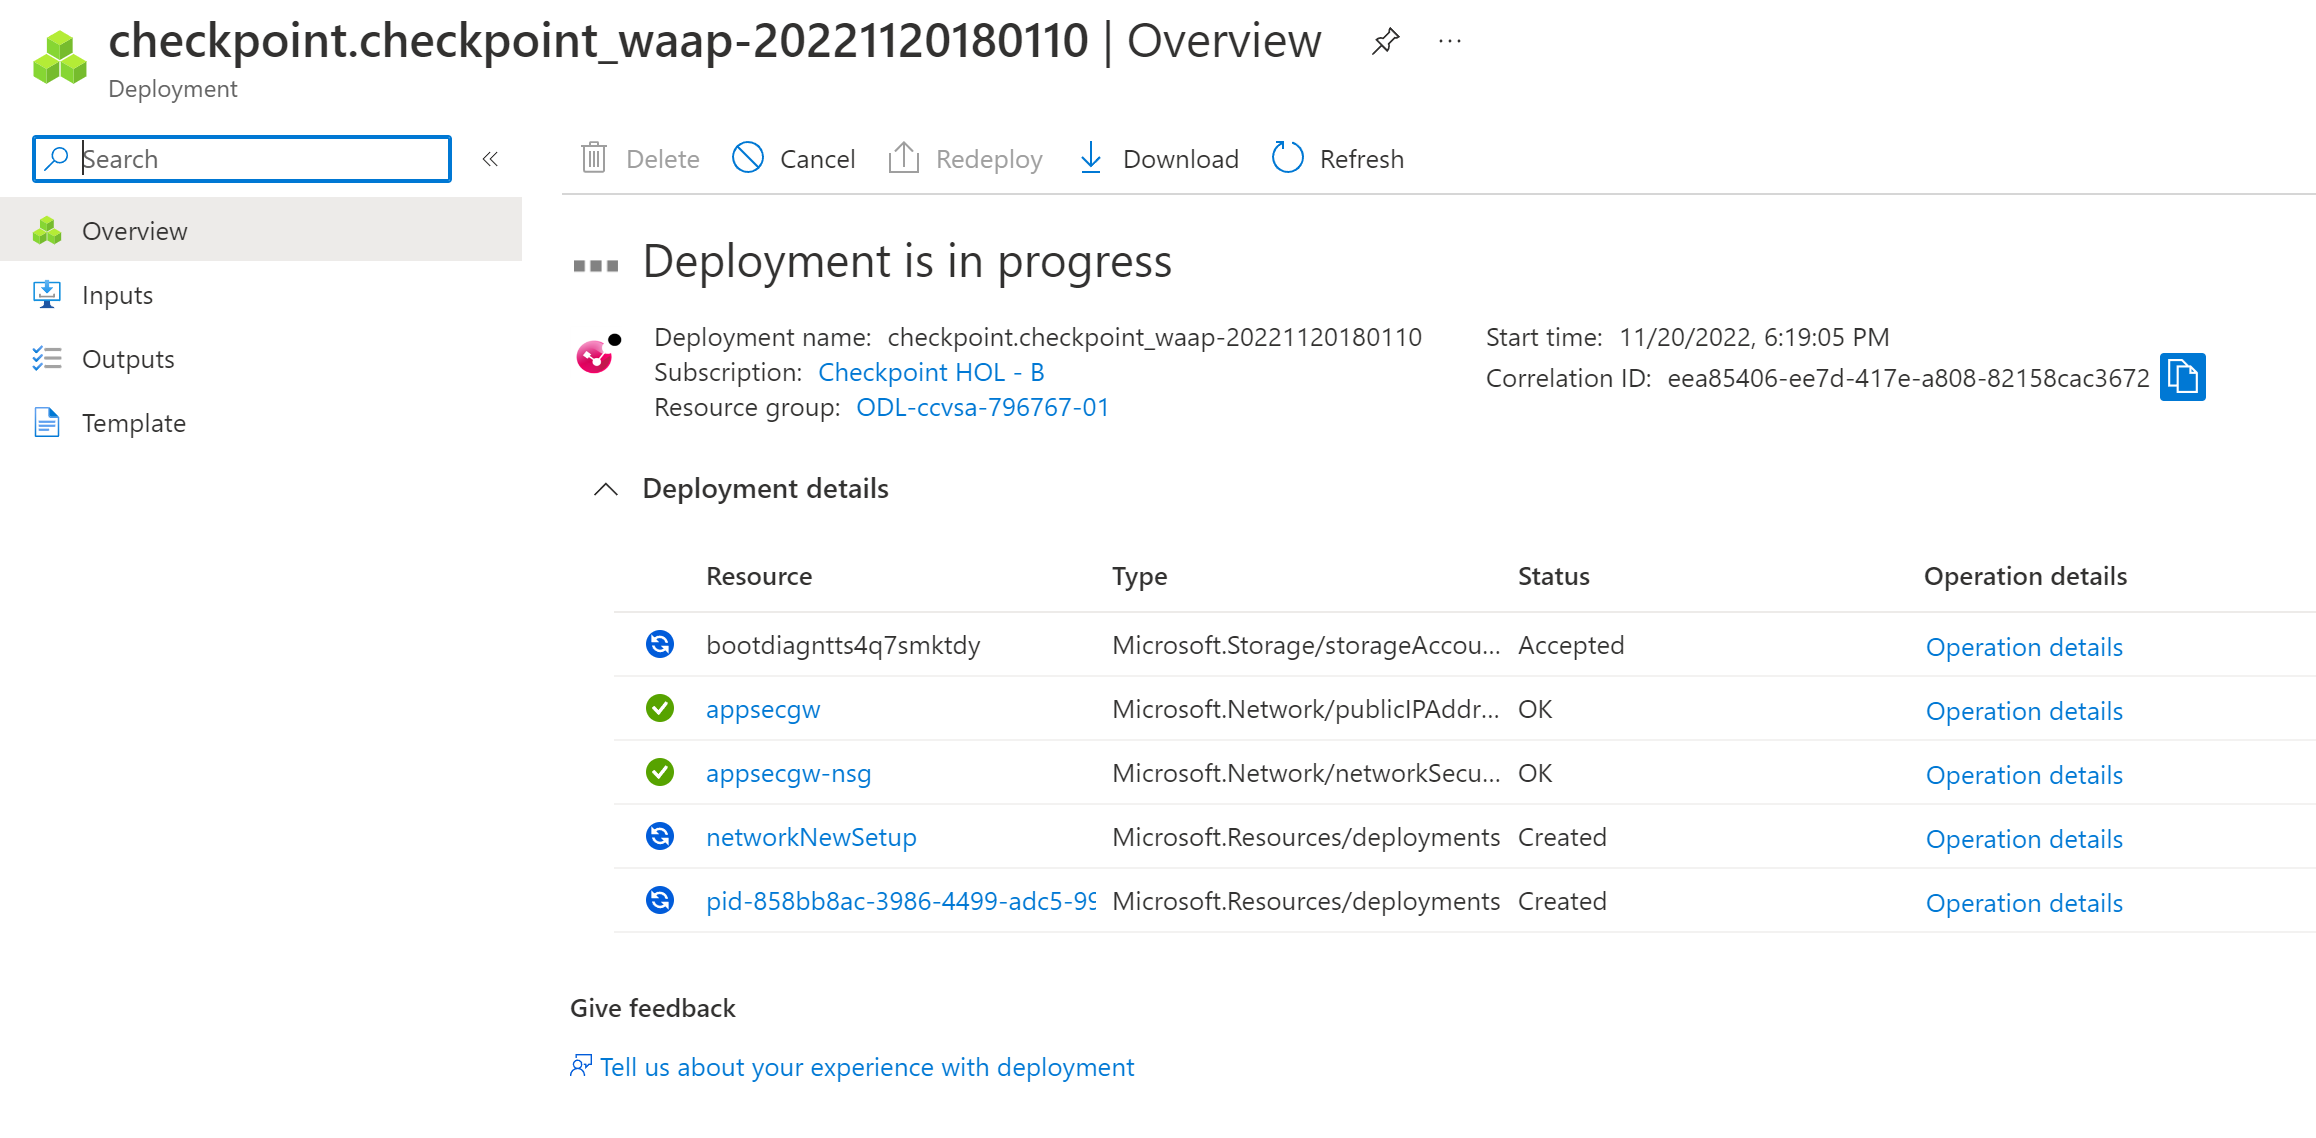 checkpoint.checkpoint_waap-20221120180110 | Overview
Deployment
Search
Overview
Inputs
Outputs
Template
Delete Cancel Redeploy Download Refresh
Deployment is in progress
Deployment name: checkpoint.checkpoint_waap-20221120180110
Subscription: Checkpoint HOL - B
Resource group: ODL-ccvsa-796767-01
Start time: 11/20/2022, 6:19:05 PM
Correlation ID: eea85406-ee7d-417e-a808-82158cac3672
Deployment details
Resource Type Status Operation details
bootdiagntts4q7smktdy Microsoft.Storage/storageAccou... Accepted Operation details
appsecgw Microsoft.Network/publicIPAddr... OK Operation details
appsecgw-nsg Microsoft.Network/networkSecu... OK Operation details
networkNewSetup Microsoft.Resources/deployments Created Operation details
pid-858bb8ac-3986-4499-adc5-99 Microsoft.Resources/deployments Created Operation details
Give feedback
Tell us about your experience with deployment